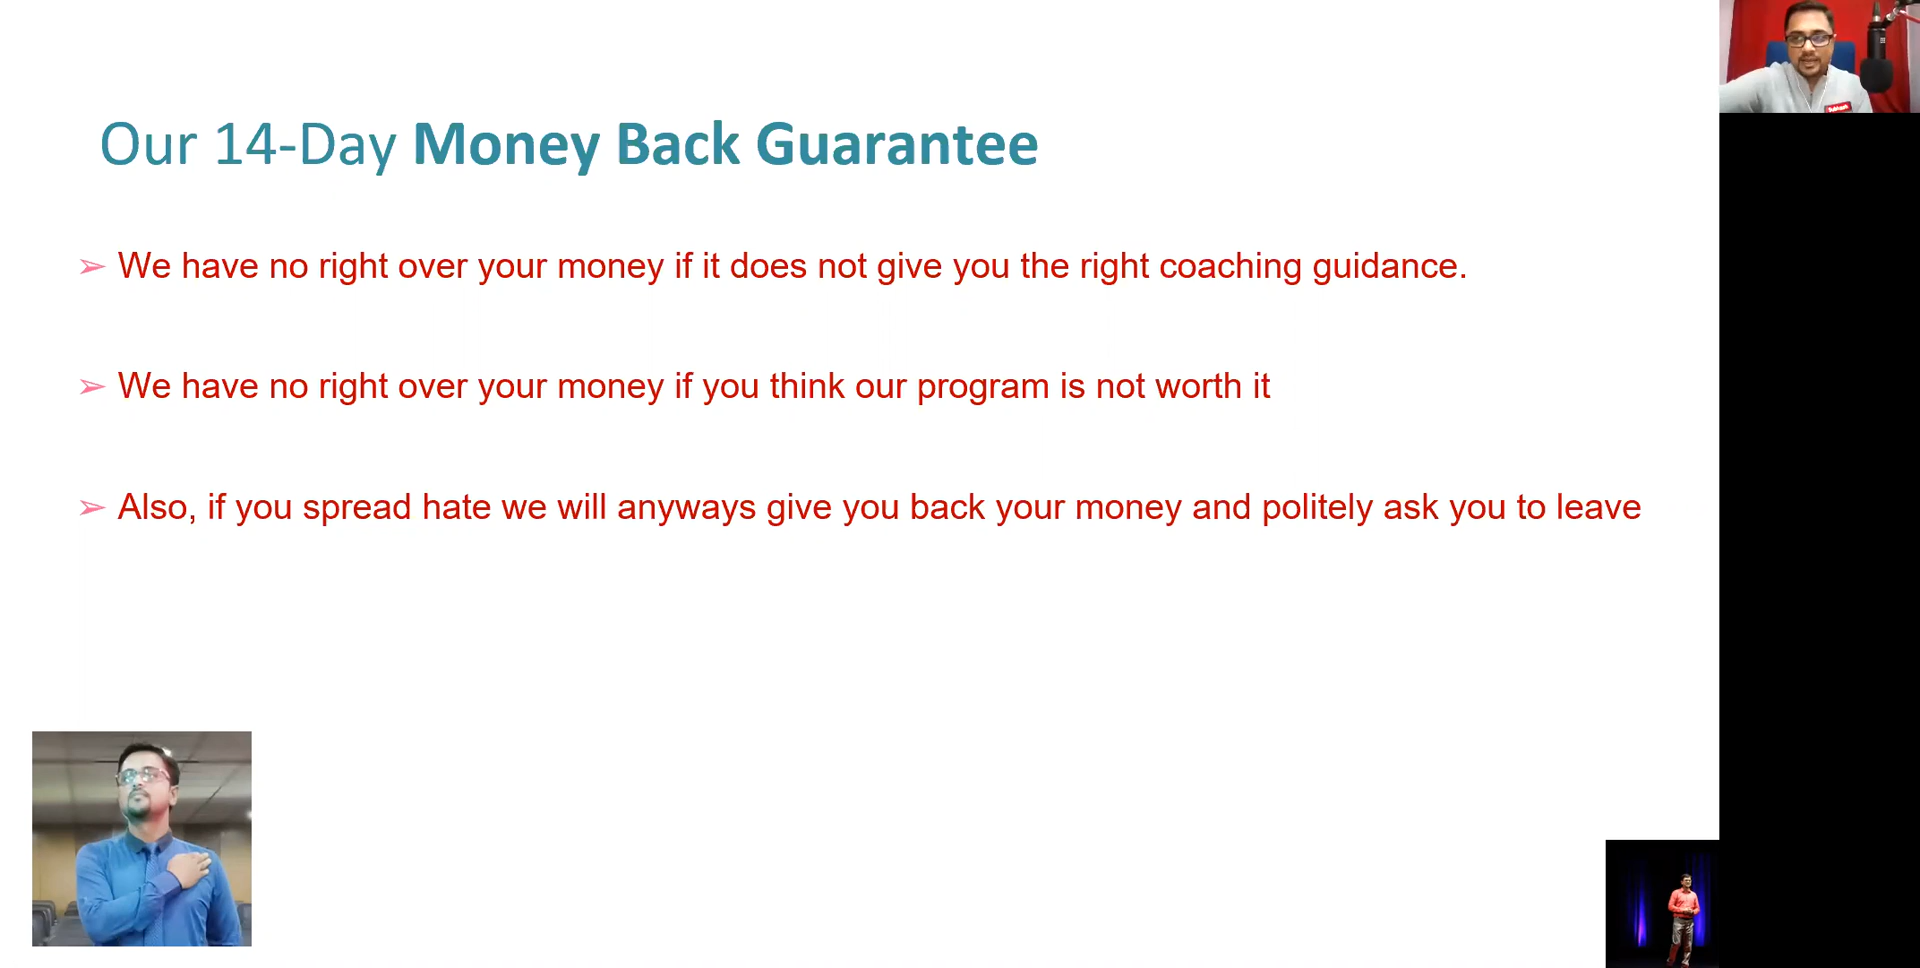 Our 14-Day Money Back Guarantee
➢ We have no right over your money if it does not give you the right coaching guidance.
➢ We have no right over your money if you think our program is not worth it
➢ Also, if you spread hate we will anyways give you back your money and politely ask you to leave